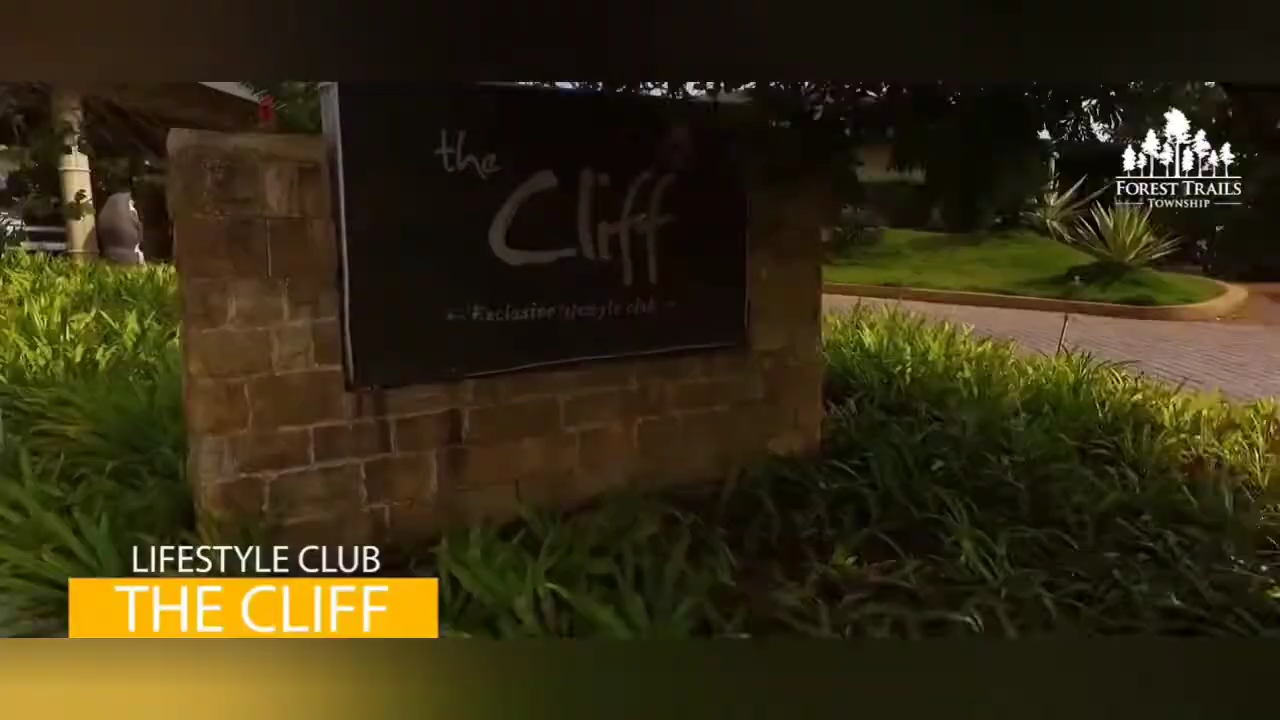 the
Cliff
Exclusive lifestyle club
FOREST TRAILS
TOWNSHIP
LIFESTYLE CLUB
THE CLIFF